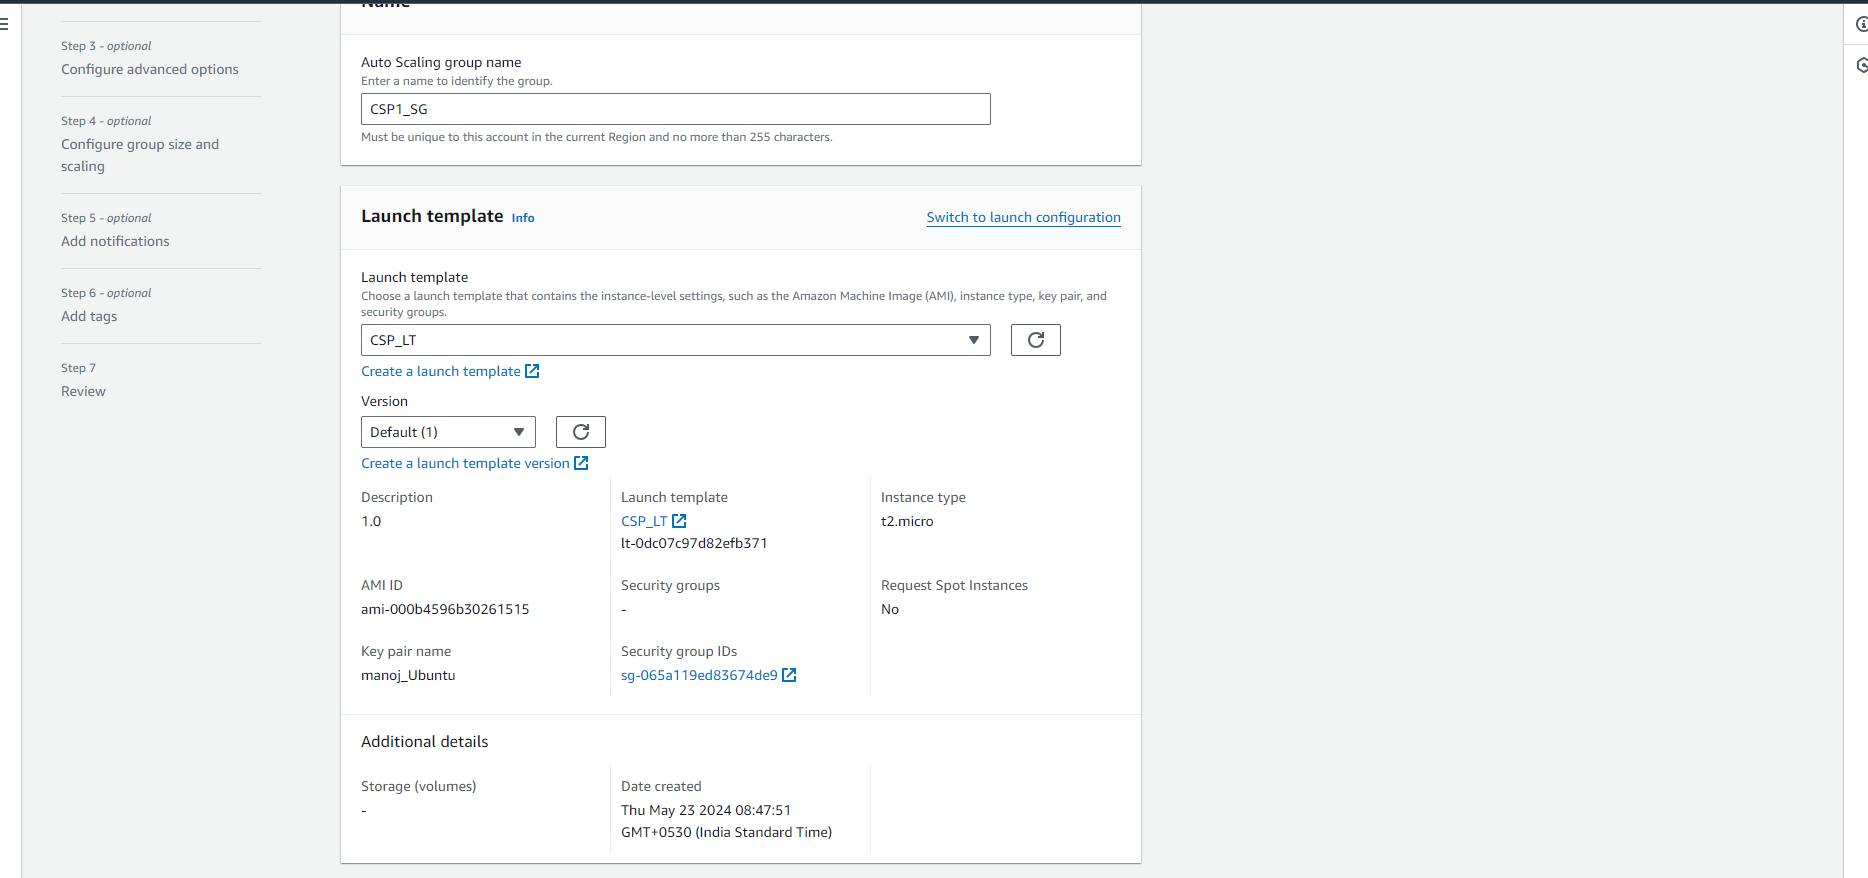 Name
Step 3 - optional
Configure advanced options
Step 4 - optional
Configure group size and
scaling
Step 5 - optional
Add notifications
Step 6 - optional
Add tags
Step 7
Review
Auto Scaling group name
Enter a name to identify the group.
CSP1_SG
Must be unique to this account in the current Region and no more than 255 characters.
Launch template Info
Switch to launch configuration
Launch template
Choose a launch template that contains the instance-level settings, such as the Amazon Machine Image (AMI), instance type, key pair, and
security groups.
CSP_LT
Create a launch template
Version
Default (1)
Create a launch template version
Description
1.0
Launch template
CSP_LT
lt-0dc07c97d82efb371
Instance type
t2.micro
AMI ID
ami-000b4596b30261515
Security groups
-
Request Spot Instances
No
Key pair name
manoj_Ubuntu
Security group IDs
sg-065a119ed83674de9
Additional details
Storage (volumes)
-
Date created
Thu May 23 2024 08:47:51
GMT+0530 (India Standard Time)